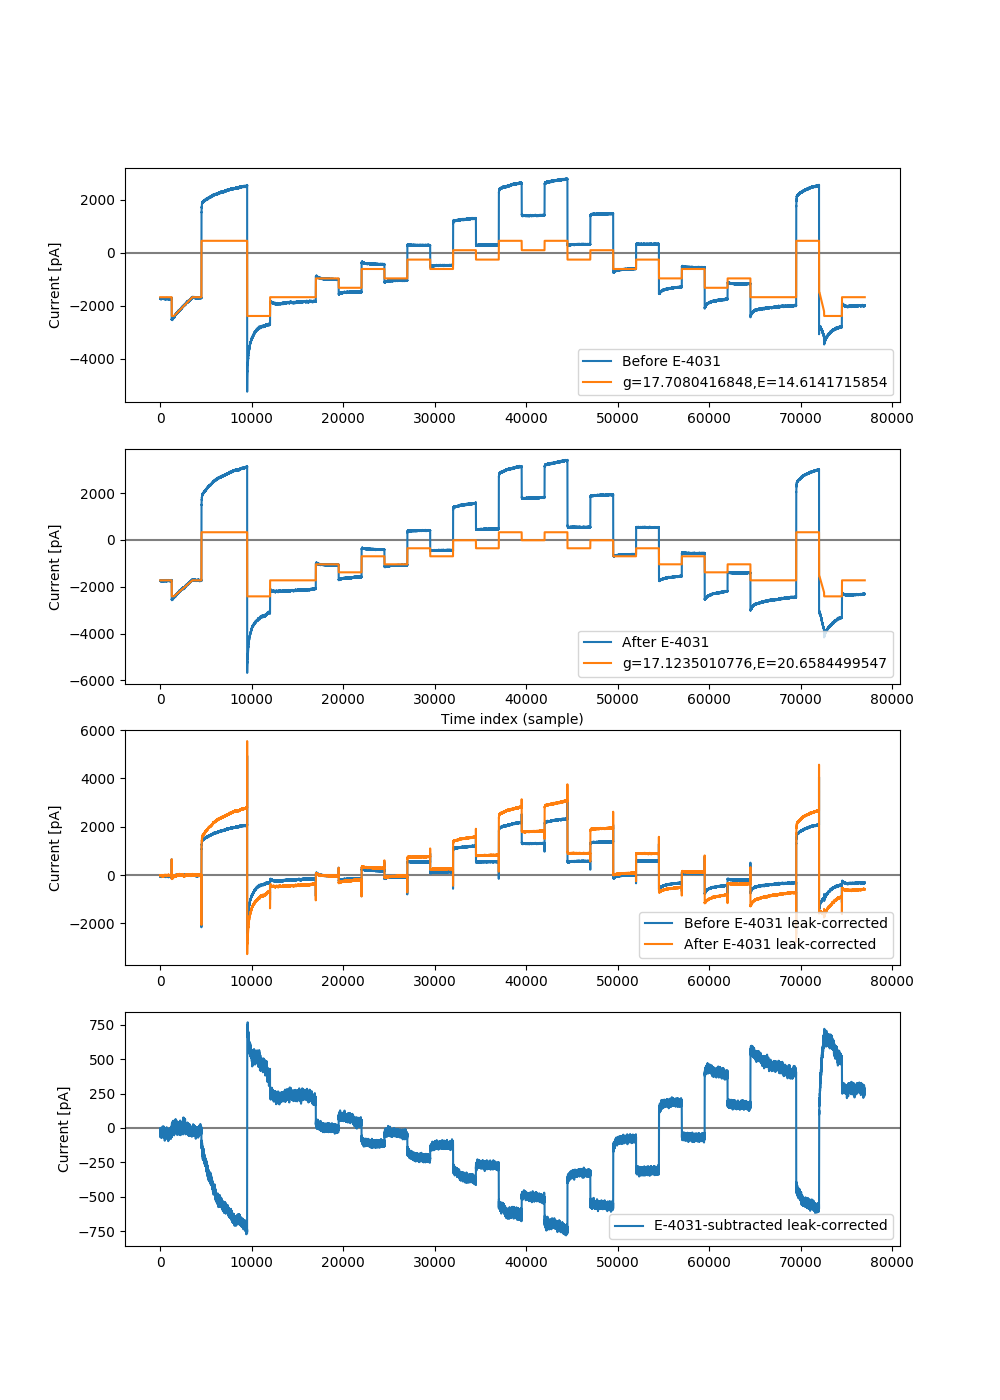 2000
0
−2000
−4000
Current [pA]
0 10000 20000 30000 40000 50000 60000 70000 80000
Before E-4031
g=17.7080416848,E=14.6141715854
2000
0
−2000
−4000
−6000
Current [pA]
0 10000 20000 30000 40000 50000 60000 70000 80000
After E-4031
g=17.1235010776,E=20.6584499547
Time index (sample)
6000
4000
2000
0
−2000
Current [pA]
0 10000 20000 30000 40000 50000 60000 70000 80000
Before E-4031 leak-corrected
After E-4031 leak-corrected
750
500
250
0
−250
−500
−750
Current [pA]
0 10000 20000 30000 40000 50000 60000 70000 80000
E-4031-subtracted leak-corrected